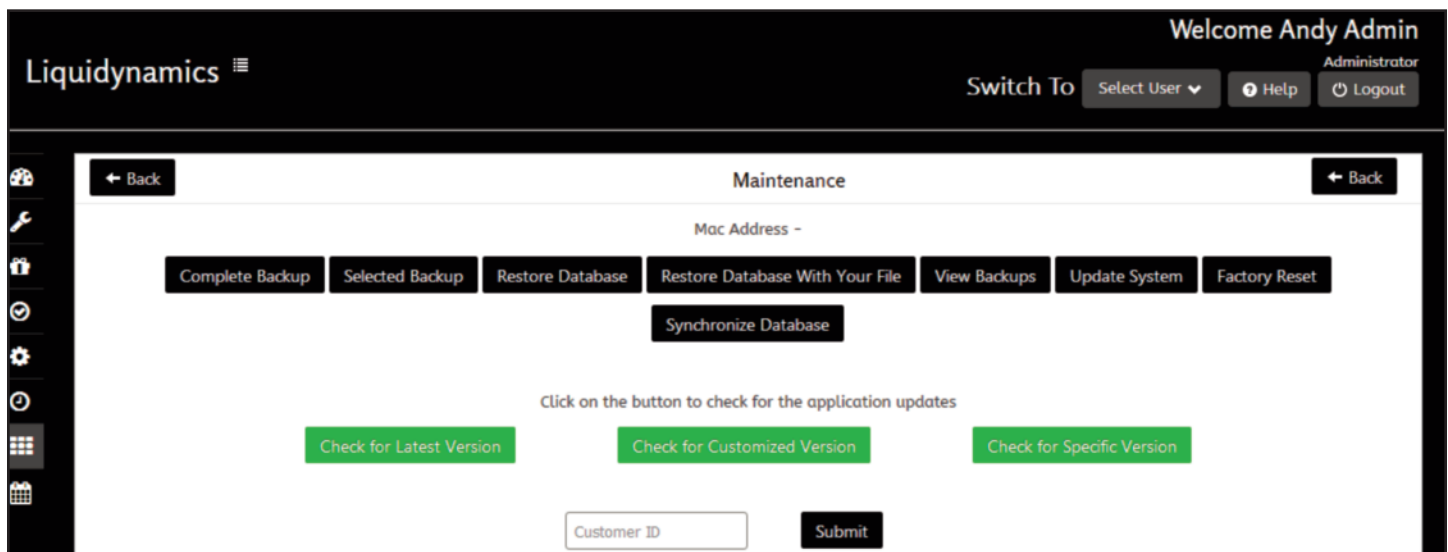 Welcome Andy Admin
Liquidynamics
Administrator
Switch To Select User Help Logout
Back Maintenance Back
Mac Address -
Complete Backup Selected Backup Restore Database Restore Database With Your File View Backups Update System Factory Reset
Synchronize Database
Click on the button to check for the application updates
Check for Latest Version Check for Customized Version Check for Specific Version
Customer ID Submit